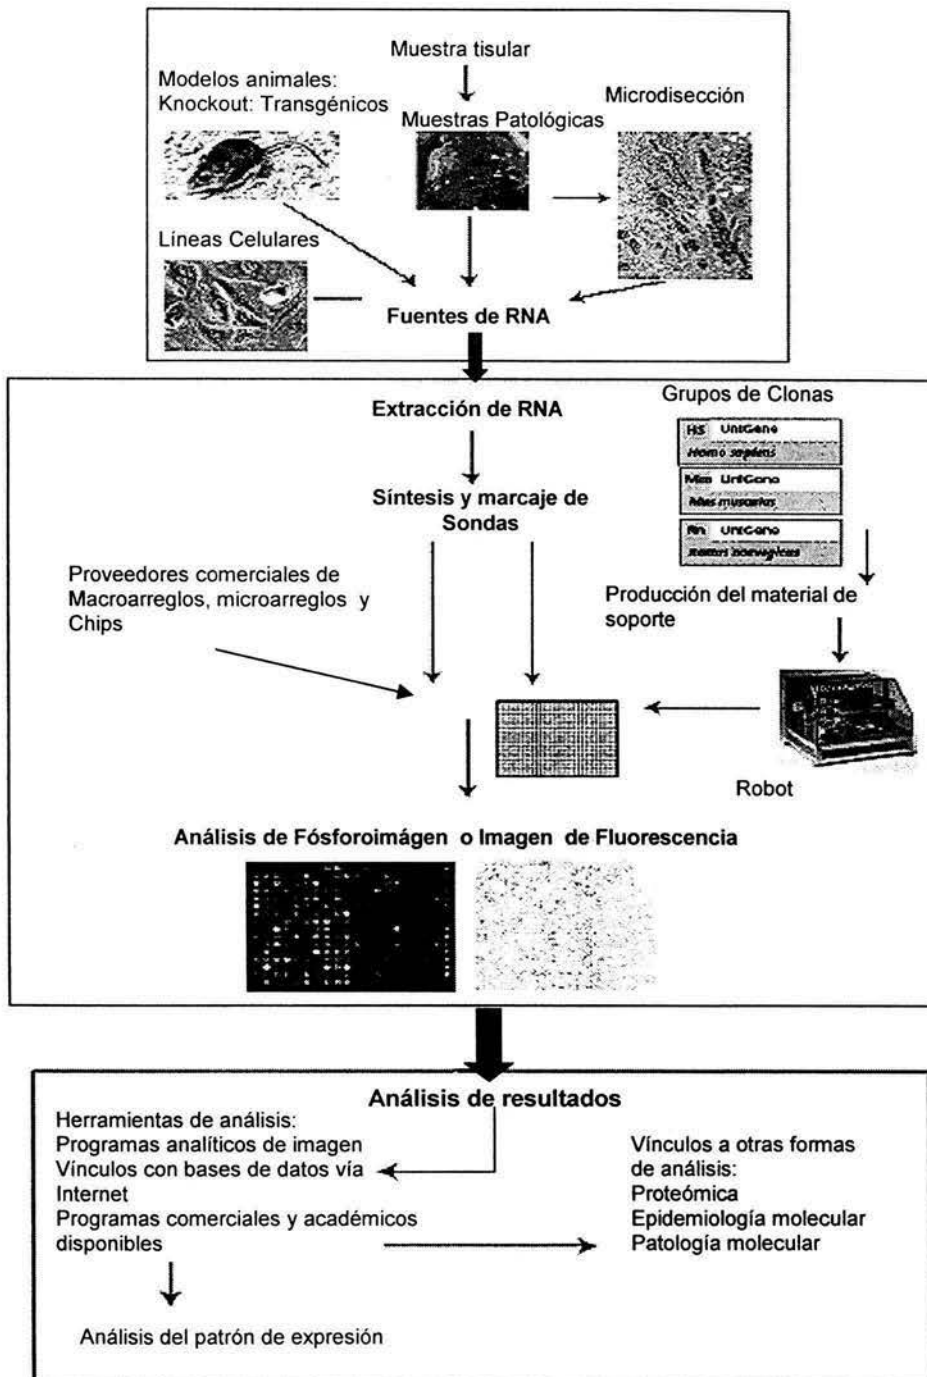 Muestra tisular
Modelos animales:
Knockout: Transgénicos
Muestras Patológicas
Microdisección
Líneas Celulares
Fuentes de RNA
Extracción de RNA
Grupos de Clonas
HS UniGene
Homo sapiens
Mm UniGene
Mus musculus
Rn UniGene
Rattus norvegicus
Síntesis y marcaje de
Sondas
Proveedores comerciales de
Macroarreglos, microarreglos y
Chips
Producción del material de
soporte
Robot
Análisis de Fósforoimágen o Imagen de Fluorescencia
Análisis de resultados
Herramientas de análisis:
Programas analíticos de imagen
Vínculos con bases de datos vía
Internet
Programas comerciales y académicos
disponibles
Vínculos a otras formas
de análisis:
Proteómica
Epidemiología molecular
Patología molecular
Análisis del patrón de expresión